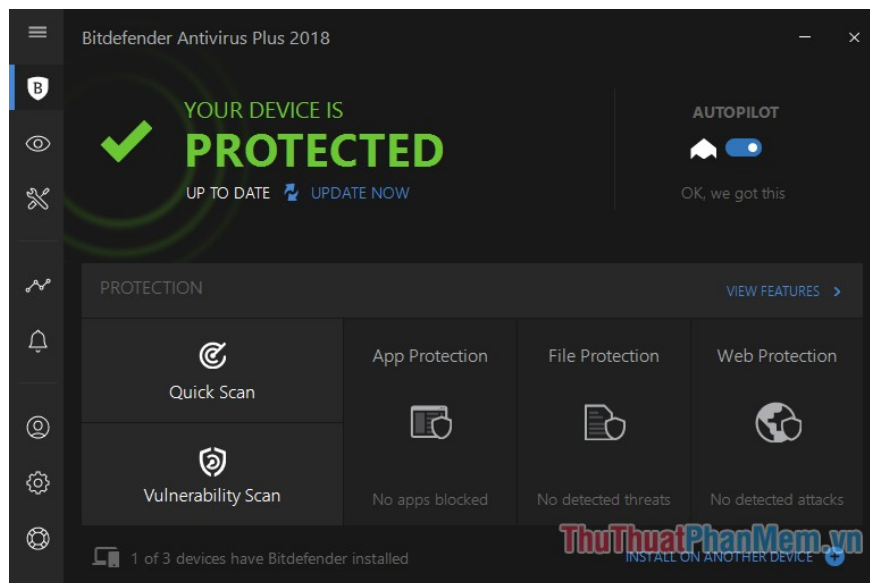 Bitdefender Antivirus Plus 2018
B
YOUR DEVICE IS
PROTECTED
UP TO DATE UPDATE NOW
AUTOPILOT
OK, we got this
PROTECTION
VIEW FEATURES >
Quick Scan
Vulnerability Scan
App Protection
No apps blocked
File Protection
No detected threats
Web Protection
No detected attacks
1 of 3 devices have Bitdefender installed
INSTALL ON ANOTHER DEVICE
ThuThuatPhanMem.vn